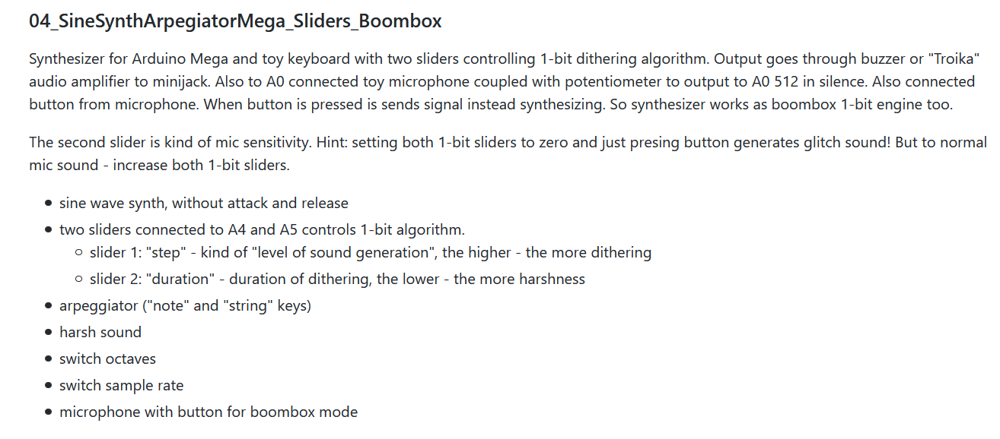 04_SineSynthArpegiatorMega_Sliders_Boombox
Synthesizer for Arduino Mega and toy keyboard with two sliders controlling 1-bit dithering algorithm. Output goes through buzzer or "Troika"
audio amplifier to minijack. Also to A0 connected toy microphone coupled with potentiometer to output to A0 512 in silence. Also connected
button from microphone. When button is pressed is sends signal instead synthesizing. So synthesizer works as boombox 1-bit engine too.
The second slider is kind of mic sensitivity. Hint: setting both 1-bit sliders to zero and just presing button generates glitch sound! But to normal
mic sound - increase both 1-bit sliders.
sine wave synth, without attack and release
two sliders connected to A4 and A5 controls 1-bit algorithm.
slider 1: "step" - kind of "level of sound generation", the higher - the more dithering
slider 2: "duration" - duration of dithering, the lower - the more harshness
arpeggiator ("note" and "string" keys)
harsh sound
switch octaves
switch sample rate
microphone with button for boombox mode